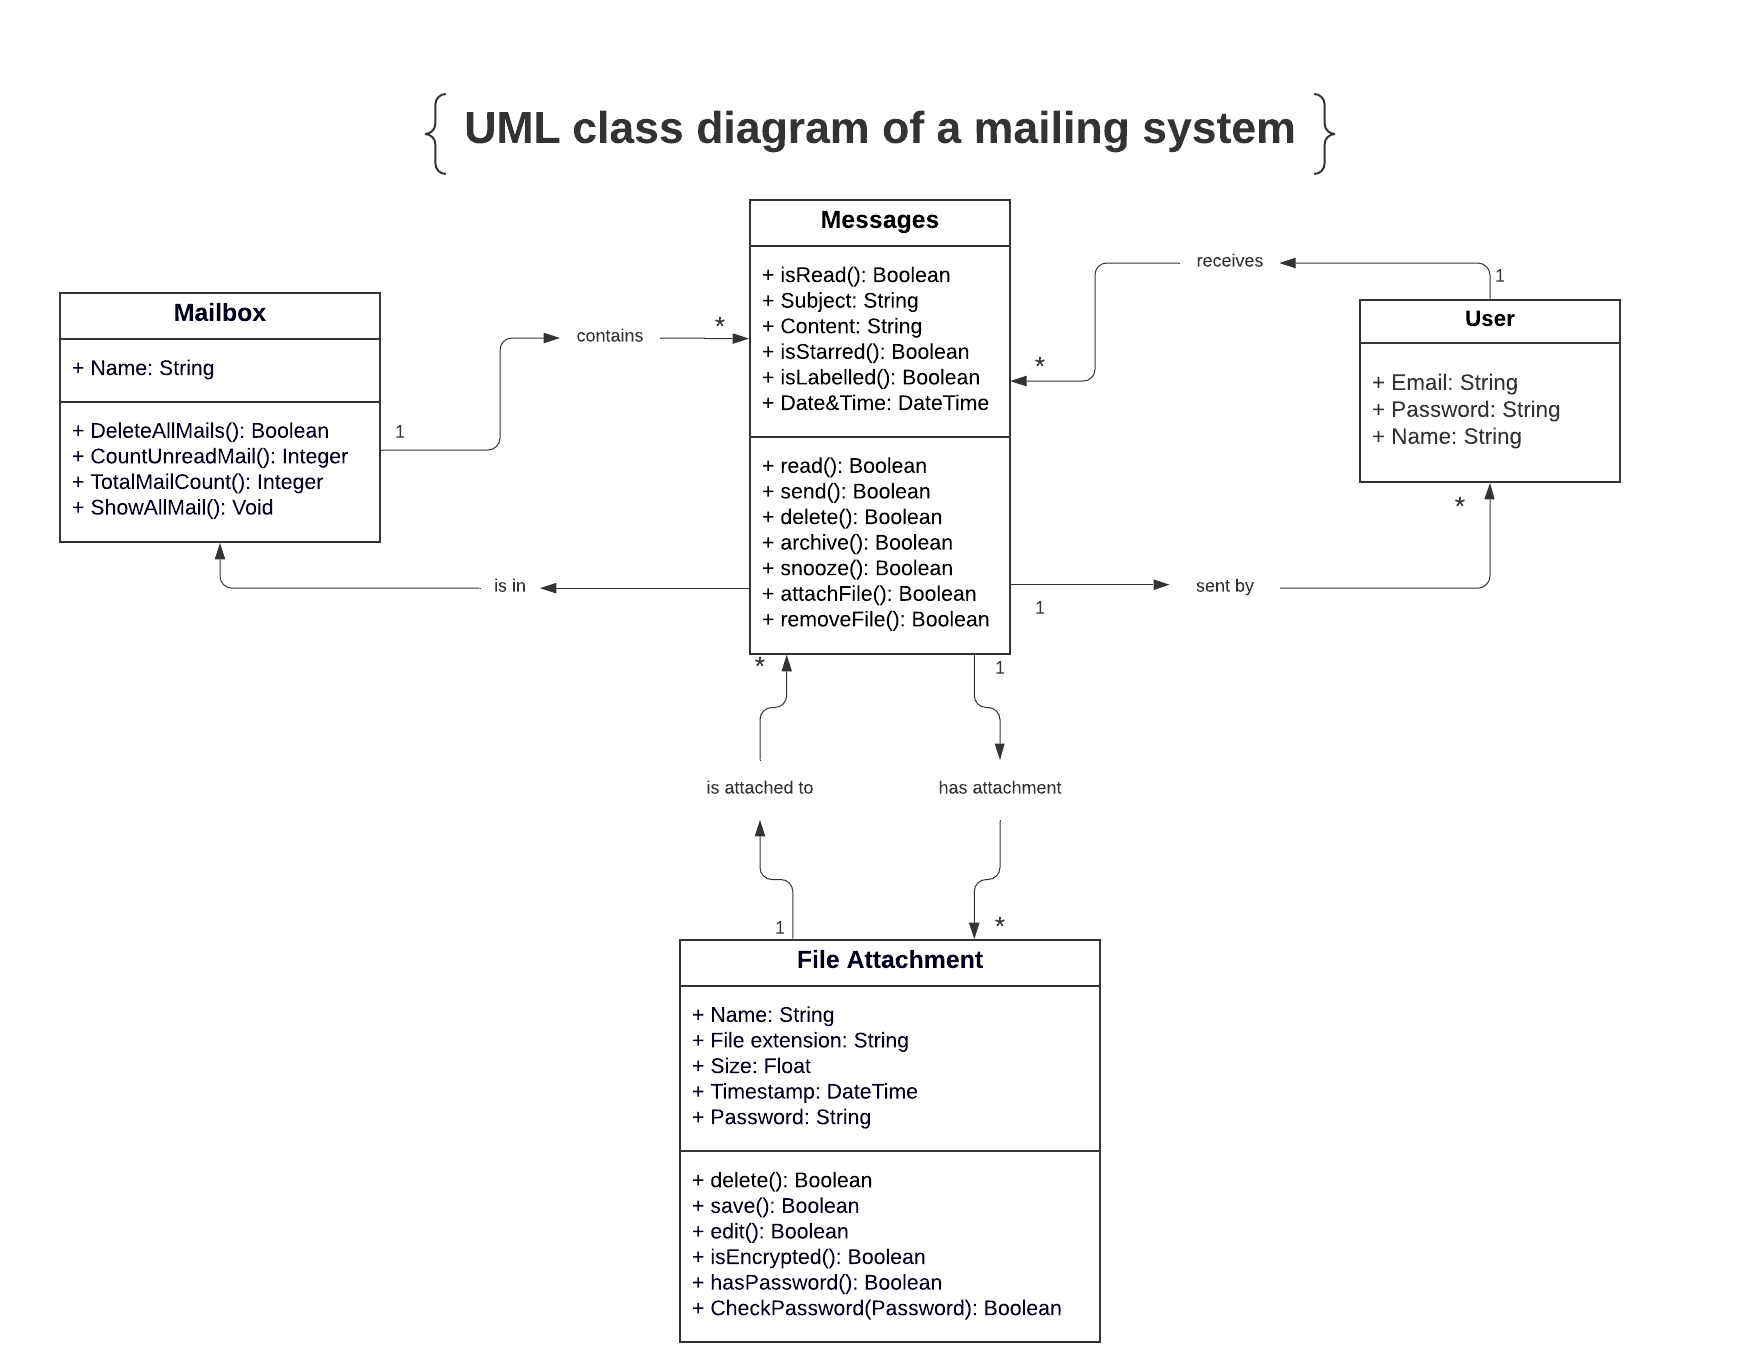 { UML class diagram of a mailing system }
Messages
+ isRead(): Boolean
+ Subject: String
+ Content: String
+ isStarred(): Boolean
+ isLabelled(): Boolean
+ Date&Time: DateTime
+ read(): Boolean
+ send(): Boolean
+ delete(): Boolean
+ archive(): Boolean
+ snooze(): Boolean
+ attachFile(): Boolean
+ removeFile(): Boolean
Mailbox
+ Name: String
+ DeleteAllMails(): Boolean
+ CountUnreadMail(): Integer
+ TotalMailCount(): Integer
+ ShowAllMail(): Void
1
contains
*
is in
receives
1
*
User
+ Email: String
+ Password: String
+ Name: String
*
sent by
1
*
1
is attached to
has attachment
1
*
File Attachment
+ Name: String
+ File extension: String
+ Size: Float
+ Timestamp: DateTime
+ Password: String
+ delete(): Boolean
+ save(): Boolean
+ edit(): Boolean
+ isEncrypted(): Boolean
+ hasPassword(): Boolean
+ CheckPassword(Password): Boolean